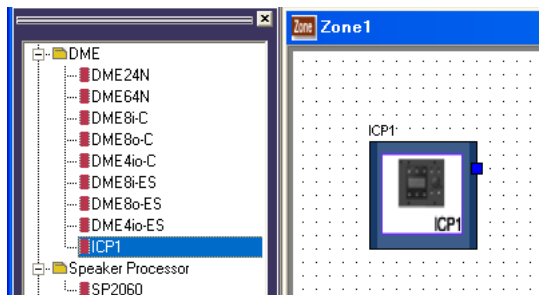 DME
DME24N
DME64N
DME8i-C
DME8o-C
DME4io-C
DME8i-ES
DME8o-ES
DME4io-ES
ICP1
Speaker Processor
SP2060
Zone Zone1
ICP1
ICP1